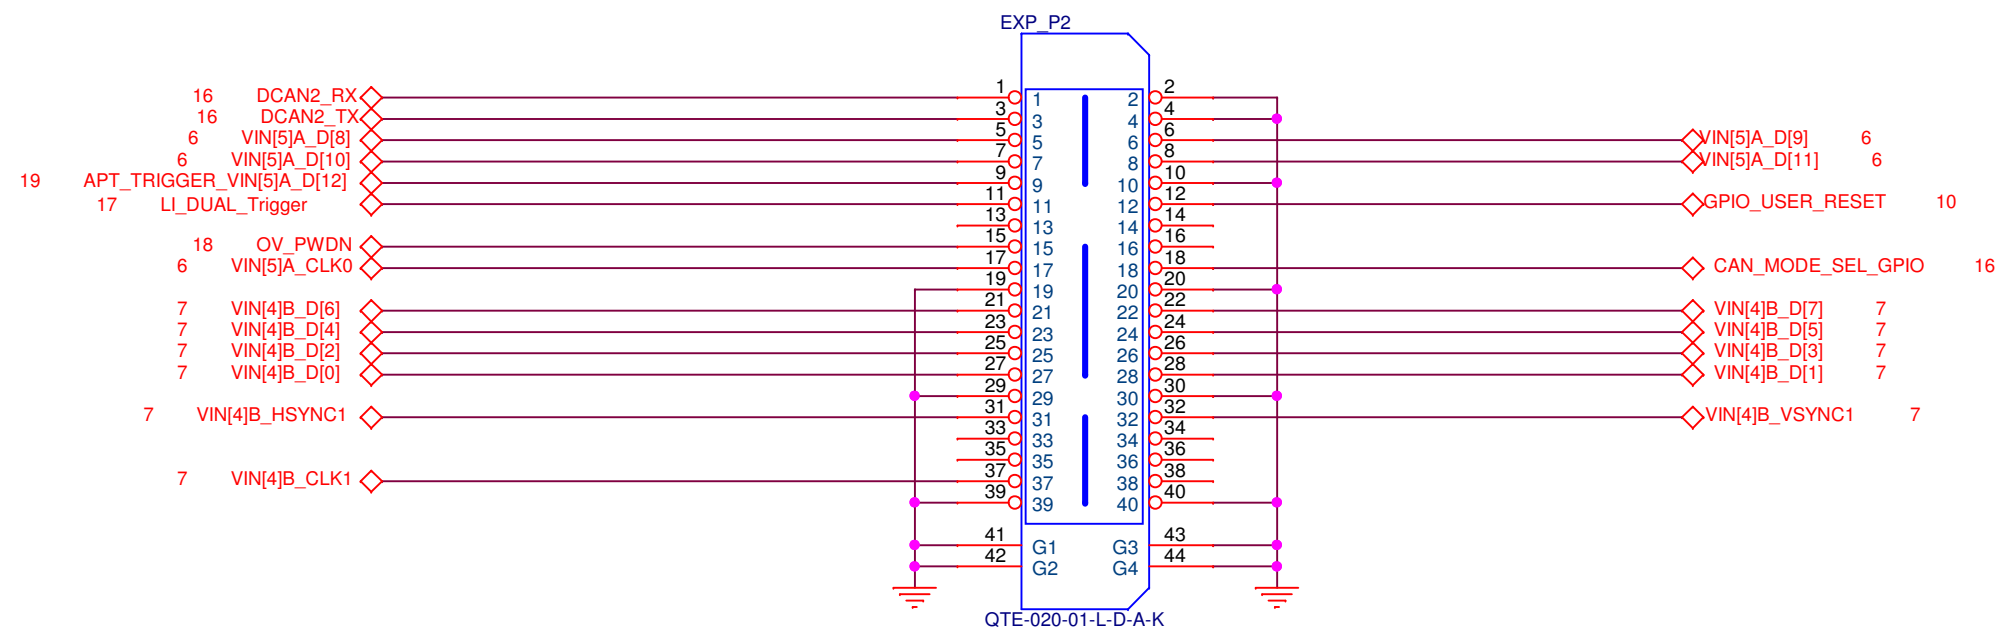 EXP_P2
16 DCAN2_RX 1 1 2 2
16 DCAN2_TX 3 3 4 4
6 VIN[5]A_D[8] 5 5 6 6 VIN[5]A_D[9] 6
6 VIN[5]A_D[10] 7 7 8 8 VIN[5]A_D[11] 6
19 APT_TRIGGER_VIN[5]A_D[12] 9 9 10 10
17 LI_DUAL_Trigger 11 11 12 12 GPIO_USER_RESET 10
13 13 14 14
18 OV_PWDN 15 15 16 16
6 VIN[5]A_CLK0 17 17 18 18 CAN_MODE_SEL_GPIO 16
19 19 20 20
7 VIN[4]B_D[6] 21 21 22 22 VIN[4]B_D[7] 7
7 VIN[4]B_D[4] 23 23 24 24 VIN[4]B_D[5] 7
7 VIN[4]B_D[2] 25 25 26 26 VIN[4]B_D[3] 7
7 VIN[4]B_D[0] 27 27 28 28 VIN[4]B_D[1] 7
29 29 30 30
7 VIN[4]B_HSYNC1 31 31 32 32 VIN[4]B_VSYNC1 7
33 33 34 34
35 35 36 36
7 VIN[4]B_CLK1 37 37 38 38
39 39 40 40
41 G1 G3 43
42 G2 G4 44
QTE-020-01-L-D-A-K